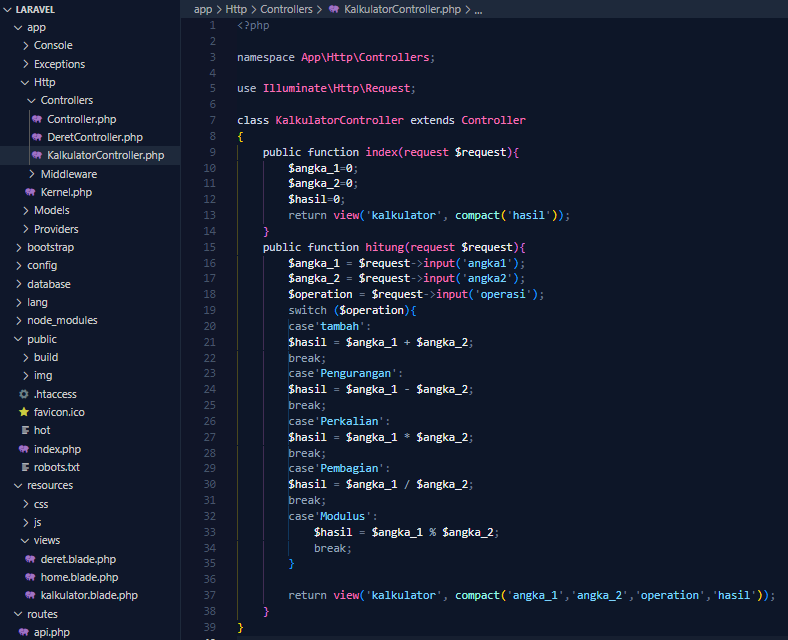 LARAVEL
app
Console
Exceptions
Http
Controllers
Controller.php
DeretController.php
KalkulatorController.php
Middleware
Kernel.php
Models
Providers
bootstrap
config
database
lang
node_modules
public
build
img
.htaccess
favicon.ico
hot
index.php
robots.txt
resources
css
js
views
deret.blade.php
home.blade.php
kalkulator.blade.php
routes
api.php
app > Http > Controllers > KalkulatorController.php > ...
1 <?php
2
3 namespace App\Http\Controllers;
4
5 use Illuminate\Http\Request;
6
7 class KalkulatorController extends Controller
8 {
9 public function index(request $request){
10 $angka_1=0;
11 $angka_2=0;
12 $hasil=0;
13 return view('kalkulator', compact('hasil'));
14 }
15 public function hitung(request $request){
16 $angka_1 = $request->input('angka1');
17 $angka_2 = $request->input('angka2');
18 $operation = $request->input('operasi');
19 switch ($operation){
20 case'tambah':
21 $hasil = $angka_1 + $angka_2;
22 break;
23 case'Pengurangan':
24 $hasil = $angka_1 - $angka_2;
25 break;
26 case'Perkalian':
27 $hasil = $angka_1 * $angka_2;
28 break;
29 case'Pembagian':
30 $hasil = $angka_1 / $angka_2;
31 break;
32 case'Modulus':
33 $hasil = $angka_1 % $angka_2;
34 break;
35 }
36
37 return view('kalkulator', compact('angka_1','angka_2','operation','hasil'));
38 }
39 }